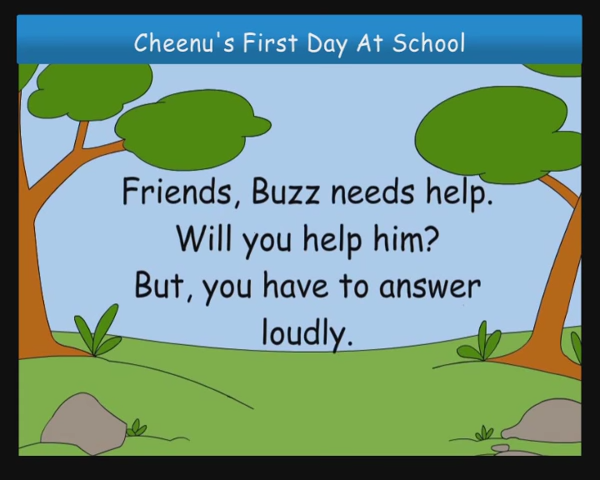 Cheenu's First Day At School
Friends, Buzz needs help.
Will you help him?
But, you have to answer
loudly.